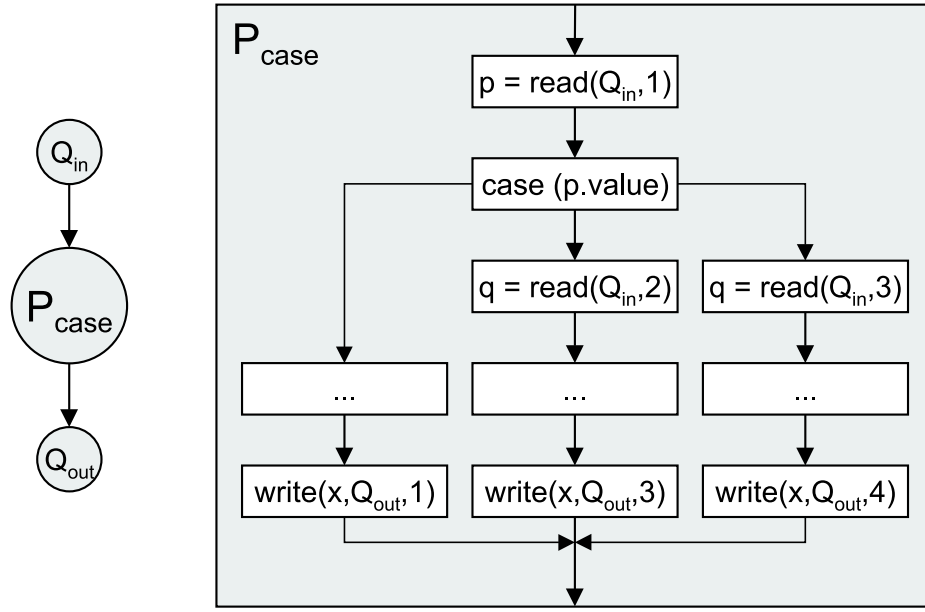 Q_in
P_case
Q_out
P_case
p = read(Q_in,1)
case (p.value)
q = read(Q_in,2)
q = read(Q_in,3)
...
...
...
write(x,Q_out,1)
write(x,Q_out,3)
write(x,Q_out,4)